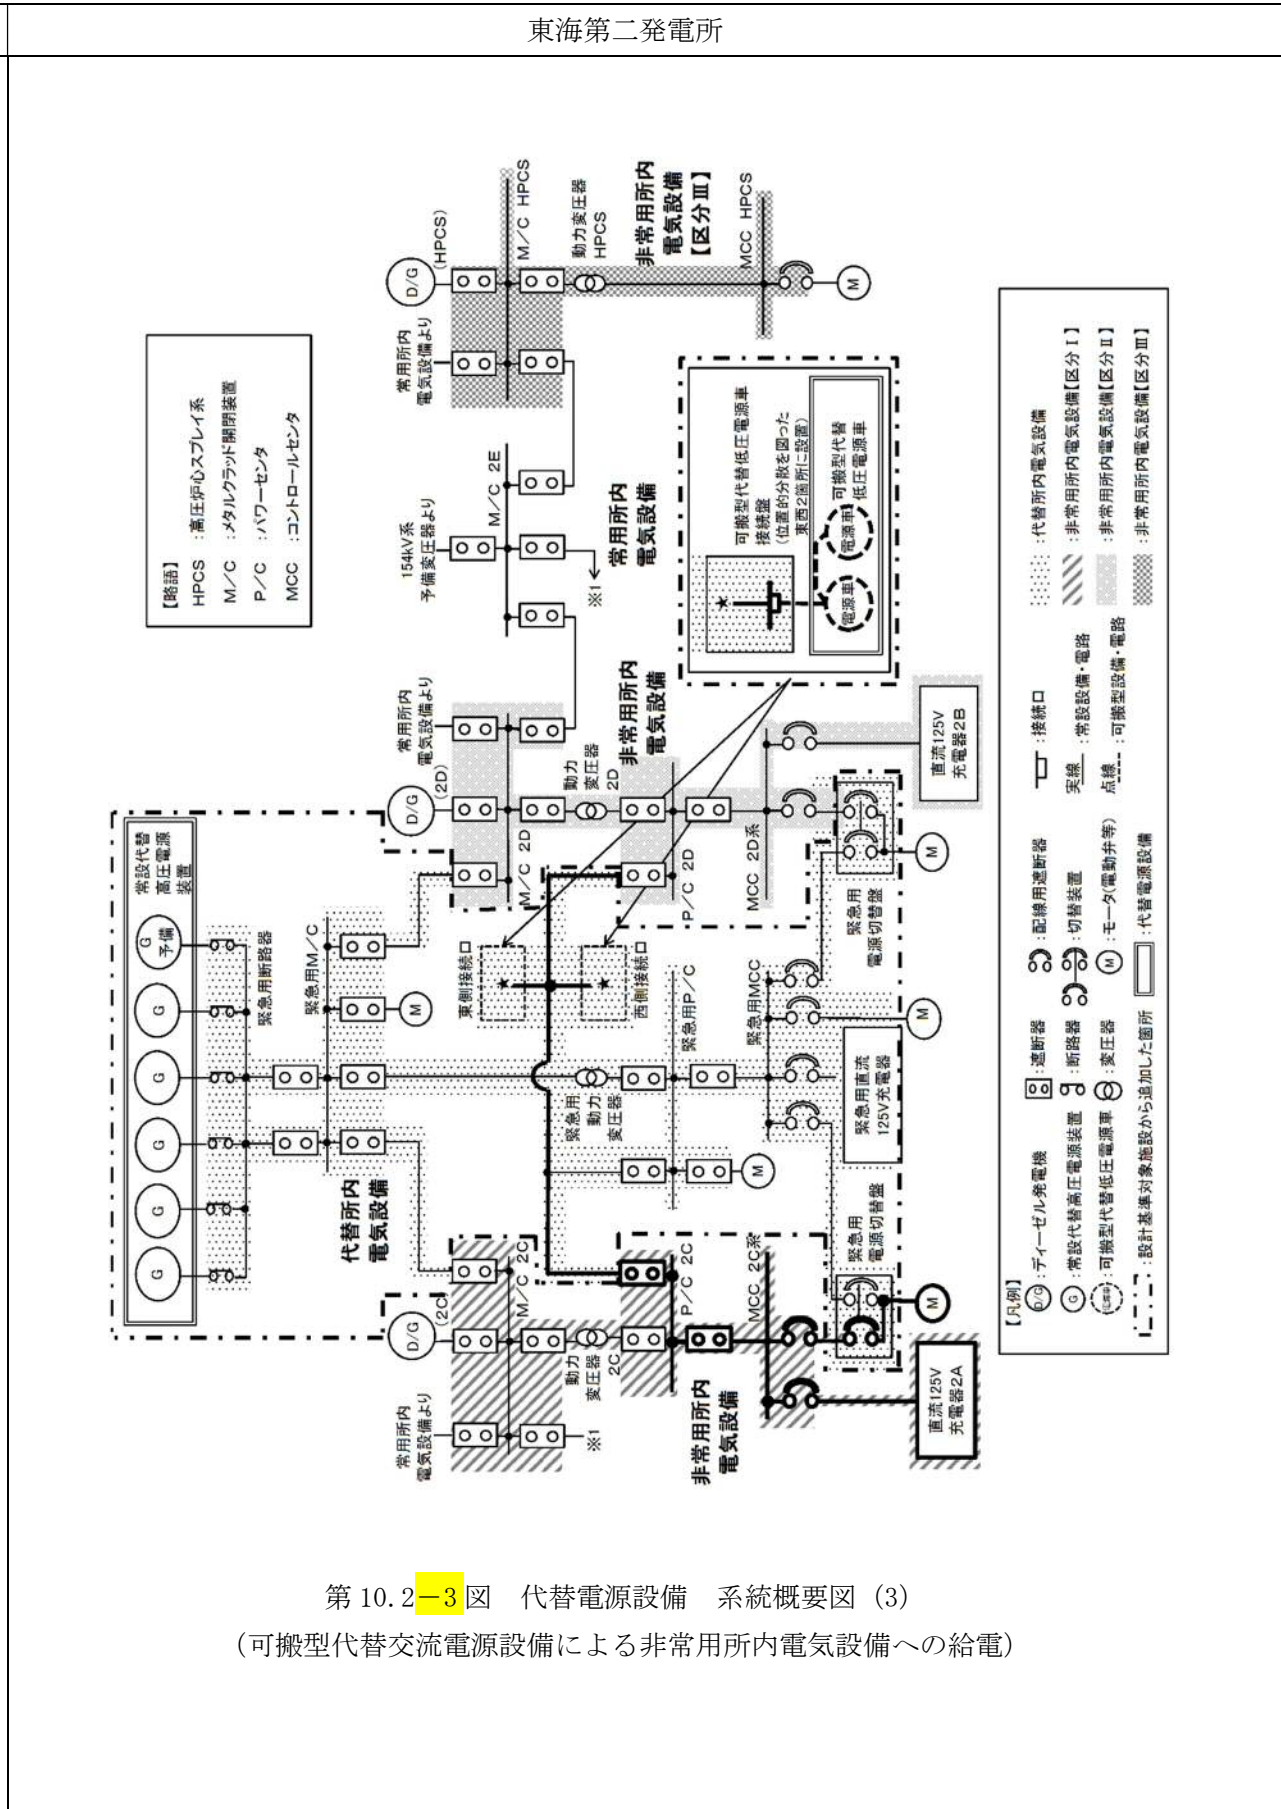 東海第二発電所
【略語】
HPCS :高圧炉心スプレイ系
M/C :メタルクラッド開閉装置
P/C :パワーセンタ
MCC :コントロールセンタ
常設代替
高圧電源
装置
G
G
G
G
G
G
予備
緊急用断路器
緊急用M/C
M
代替所内
電気設備
常用所内
電気設備より
D/G
(2C)
M/C 2C
※1
動力
変圧器
2C
P/C 2C
非常用所内
電気設備
MCC 2C系
直流125V
充電器2A
M
緊急用
電源切替盤
緊急用
動力
変圧器
緊急用P/C
M
緊急用MCC
緊急用直流
125V充電器
M
東側接続口
★
西側接続口
★
D/G
(2D)
常用所内
電気設備より
M/C 2D
動力
変圧器
2D
P/C 2D
非常用所内
電気設備
MCC 2D系
緊急用
電源切替盤
M
直流125V
充電器2B
154kV系
予備変圧器より
M/C 2E
※1
常用所内
電気設備
常用所内
電気設備より
D/G
(HPCS)
M/C HPCS
動力変圧器
HPCS
非常用所内
電気設備
【区分Ⅲ】
MCC HPCS
M
可搬型代替低圧電源車
接続盤
(位置的分散を図った
東西2箇所に設置)
★
電源車
電源車
可搬型代替
低圧電源車
【凡例】
D/G :ディーゼル発電機
G :常設代替高圧電源装置
電源車 :可搬型代替低圧電源車
:設計基準対象施設から追加した箇所
:遮断器
:断路器
:変圧器
:配線用遮断器
:切替装置
M :モータ(電動弁等)
:代替電源設備
:接続口
実線 :常設設備・電路
点線 :可搬型設備・電路
:代替所内電気設備
:非常用所内電気設備【区分Ⅰ】
:非常用所内電気設備【区分Ⅱ】
:非常用所内電気設備【区分Ⅲ】
第 10.2－3 図 代替電源設備 系統概要図（3）
（可搬型代替交流電源設備による非常用所内電気設備への給電）